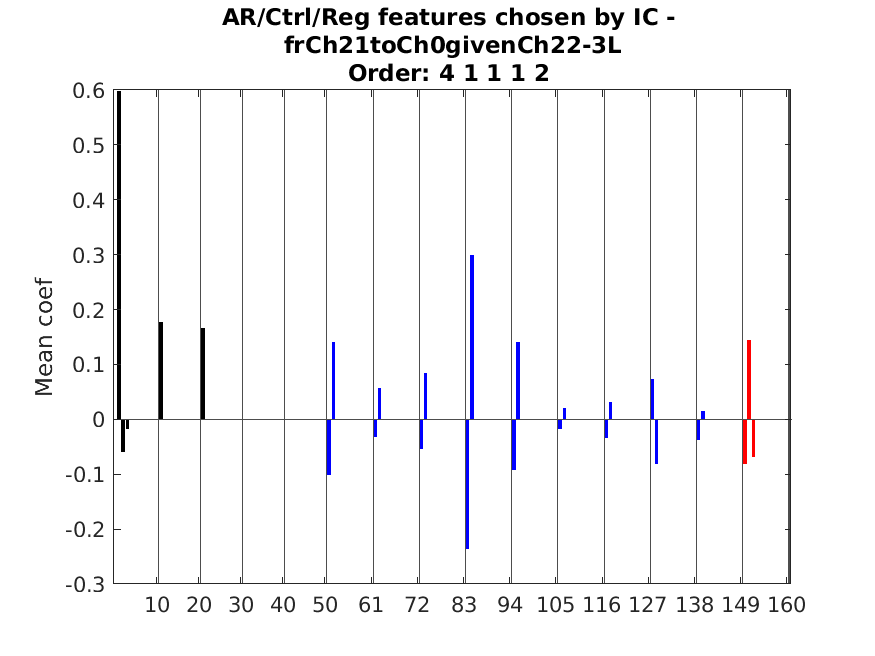 AR/Ctrl/Reg features chosen by IC -
frCh21toCh0givenCh22-3L
Order: 4 1 1 1 2
0.6
0.5
0.4
0.3
0.2
0.1
0
-0.1
-0.2
-0.3
Mean coef
10 20 30 40 50 61 72 83 94 105 116 127 138 149 160